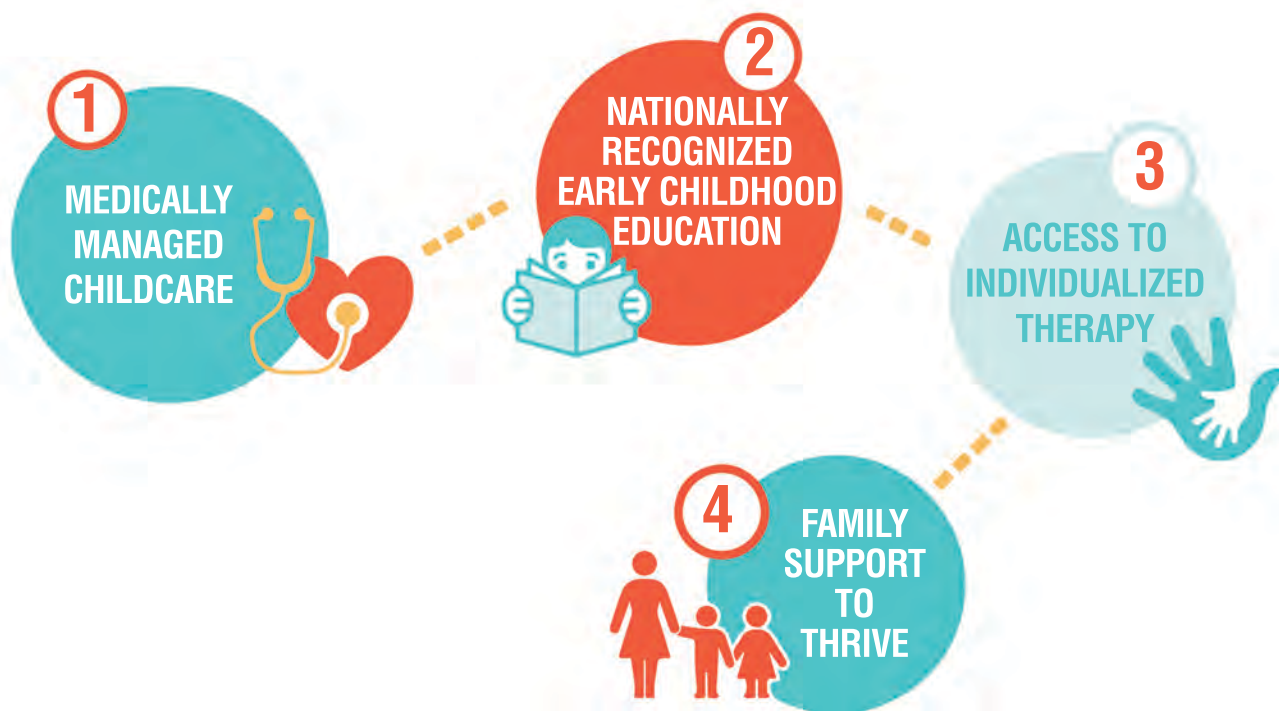 1
MEDICALLY
MANAGED
CHILDCARE
2
NATIONALLY
RECOGNIZED
EARLY CHILDHOOD
EDUCATION
3
ACCESS TO
INDIVIDUALIZED
THERAPY
4
FAMILY
SUPPORT
TO
THRIVE